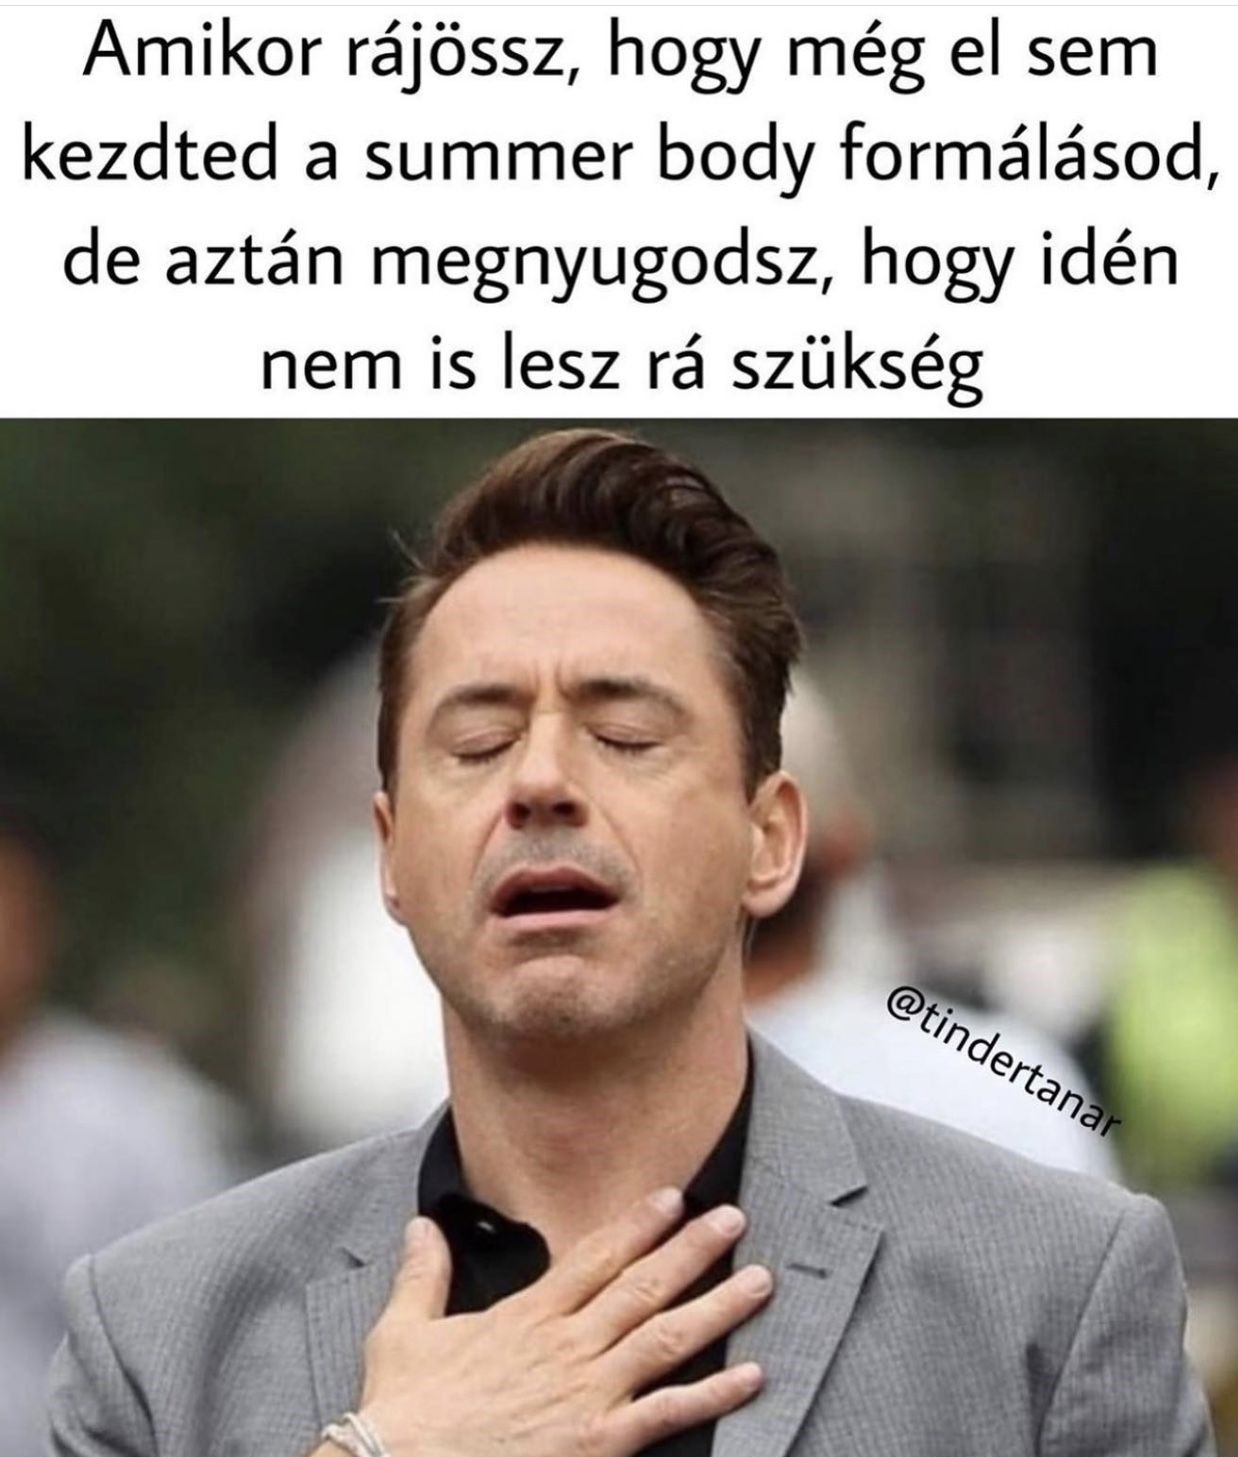 Amikor rájössz, hogy még el sem
kezdted a summer body formálásod,
de aztán megnyugodsz, hogy idén
nem is lesz rá szükség
@tindertanar